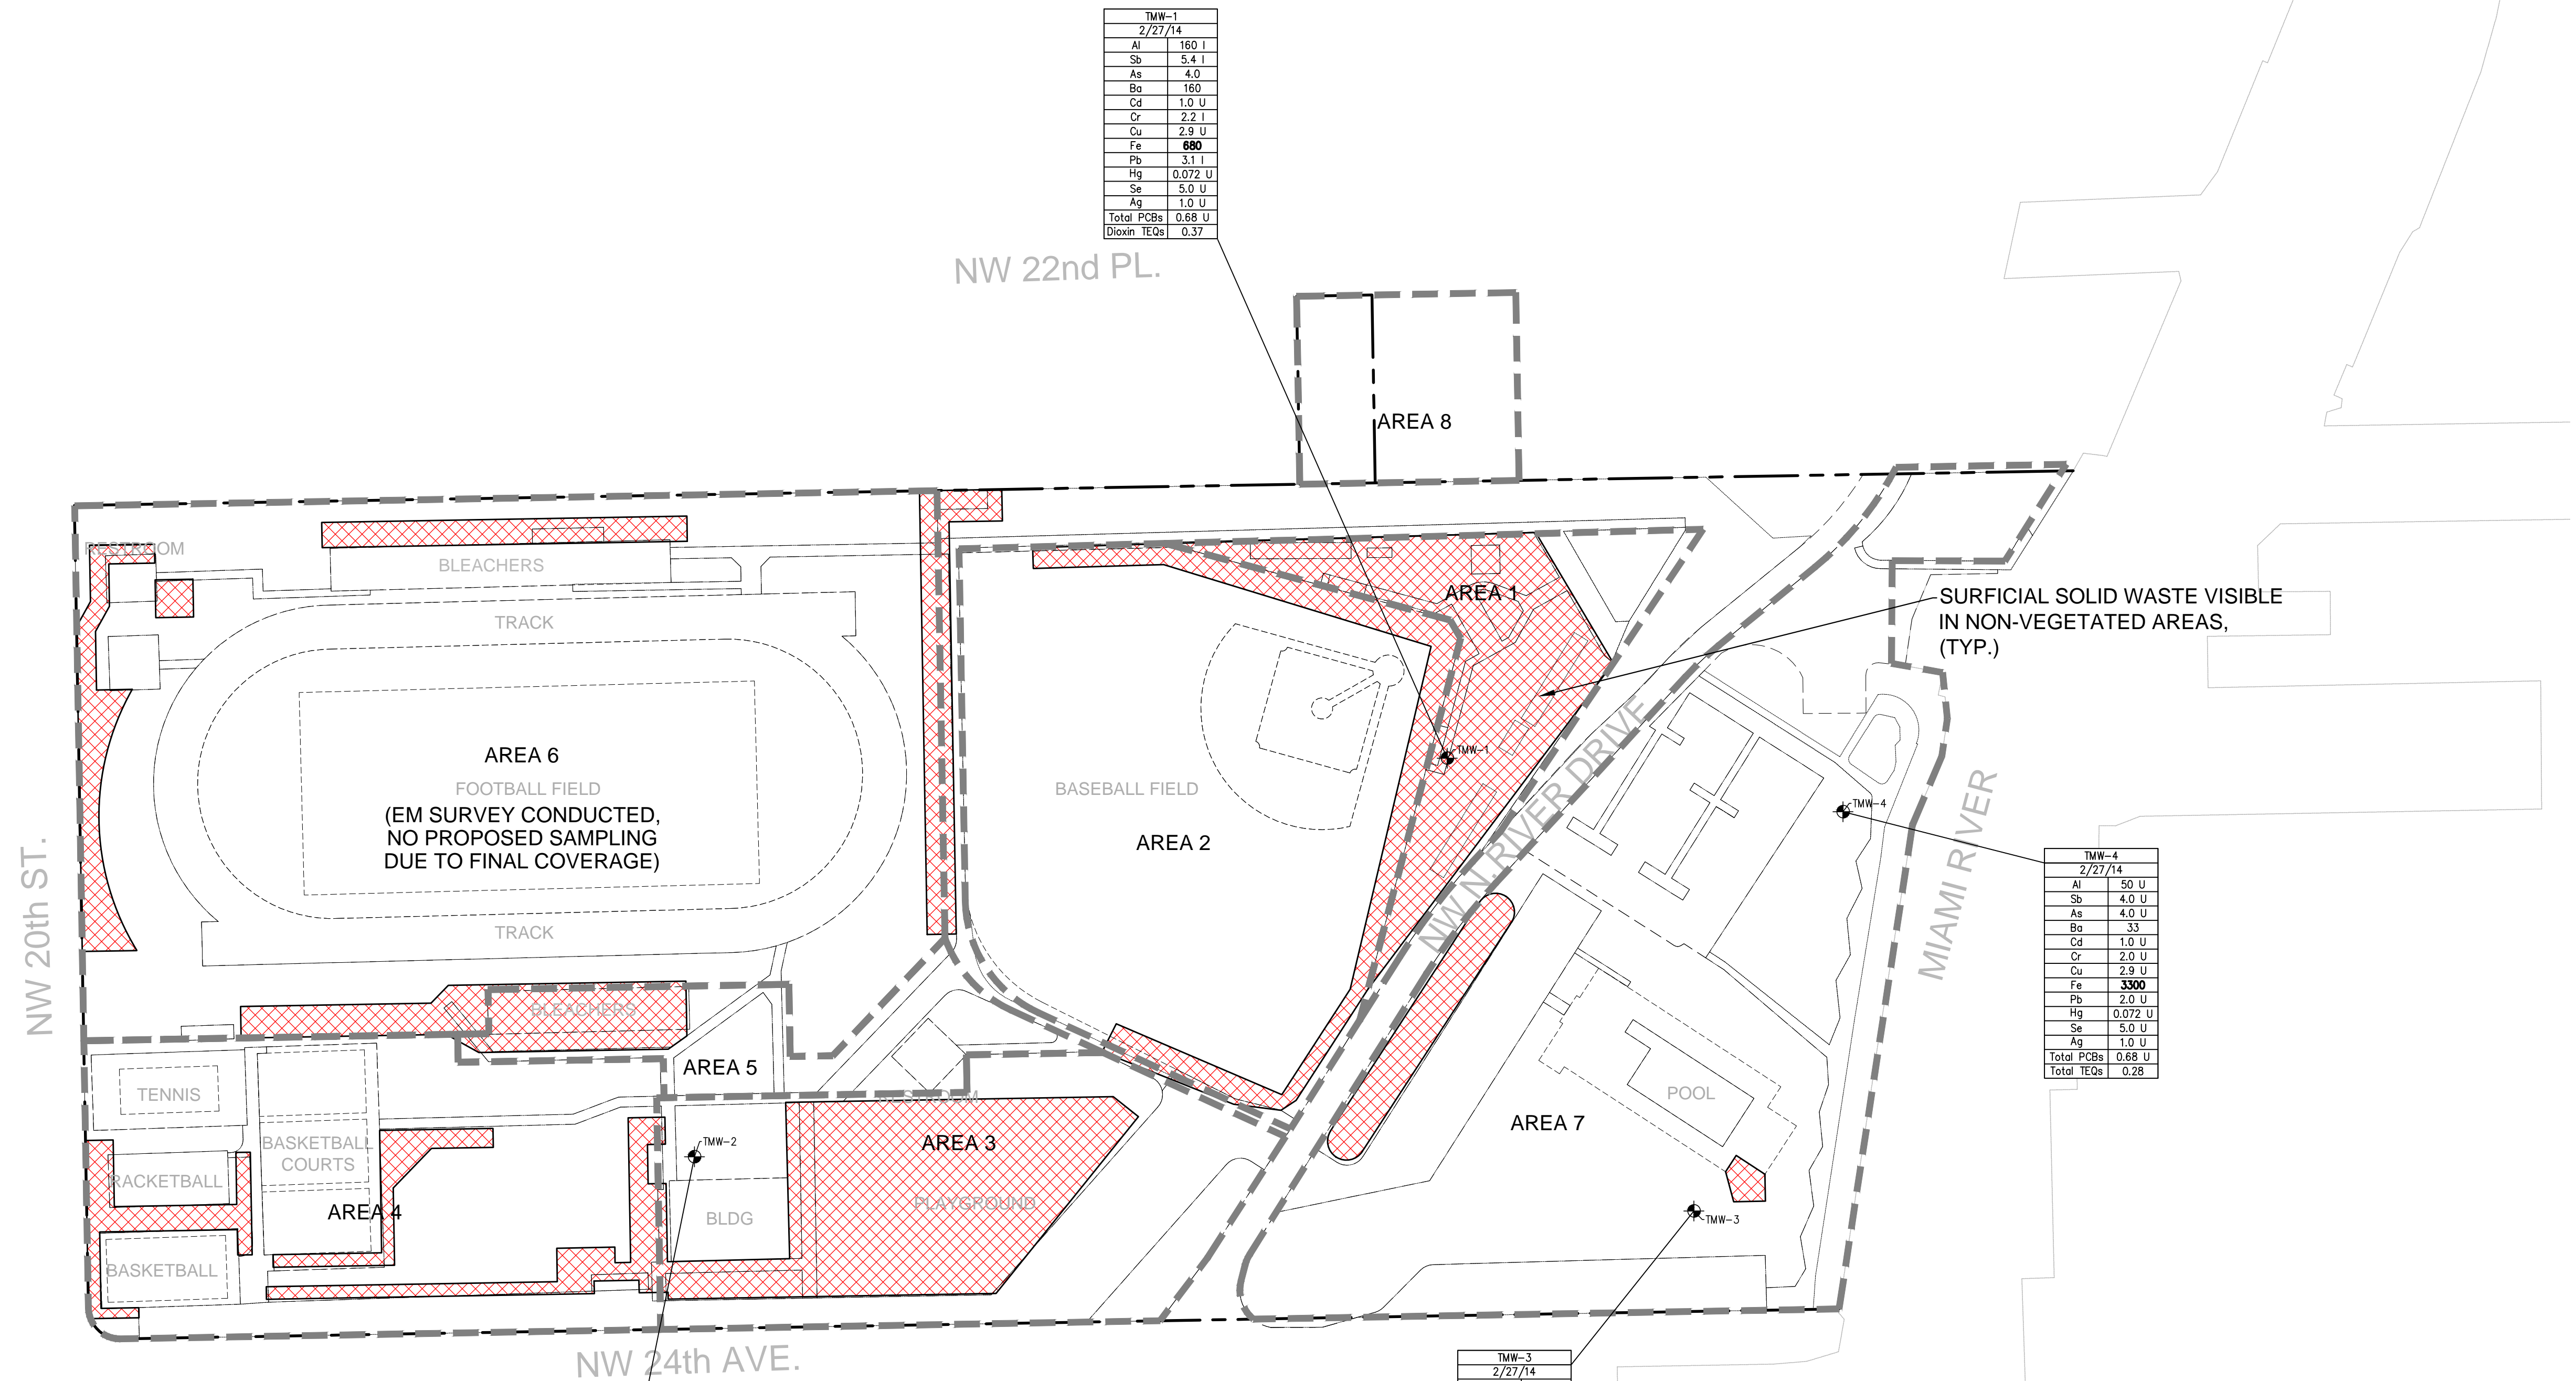 TMW-1
2/27/14
Al 160 I
Sb 5.4 I
As 4.0
Ba 160
Cd 1.0 U
Cr 2.2 I
Cu 2.9 U
Fe 680
Pb 3.1 I
Hg 0.072 U
Se 5.0 U
Ag 1.0 U
Total PCBs 0.68 U
Dioxin TEQs 0.37
NW 22nd PL.
AREA 8
RESTROOM
BLEACHERS
TRACK
AREA 1
SURFICIAL SOLID WASTE VISIBLE
IN NON-VEGETATED AREAS,
(TYP.)
AREA 6
FOOTBALL FIELD
(EM SURVEY CONDUCTED,
NO PROPOSED SAMPLING
DUE TO FINAL COVERAGE)
TRACK
BASEBALL FIELD
AREA 2
TMW-1
NW N. RIVER DRIVE
TMW-4
MIAMI RIVER
NW 20th ST.
TMW-4
2/27/14
Al 50 U
Sb 4.0 U
As 4.0 U
Ba 33
Cd 1.0 U
Cr 2.0 U
Cu 2.9 U
Fe 3300
Pb 2.0 U
Hg 0.072 U
Se 5.0 U
Ag 1.0 U
Total PCBs 0.68 U
Total TEQs 0.28
BLEACHERS
AREA 5
TENNIS
RESTROOM
POOL
AREA 7
BASKETBALL
COURTS
TMW-2
AREA 3
RACKETBALL
AREA 4
PLAYGROUND
BLDG
TMW-3
BASKETBALL
NW 24th AVE.
TMW-3
2/27/14